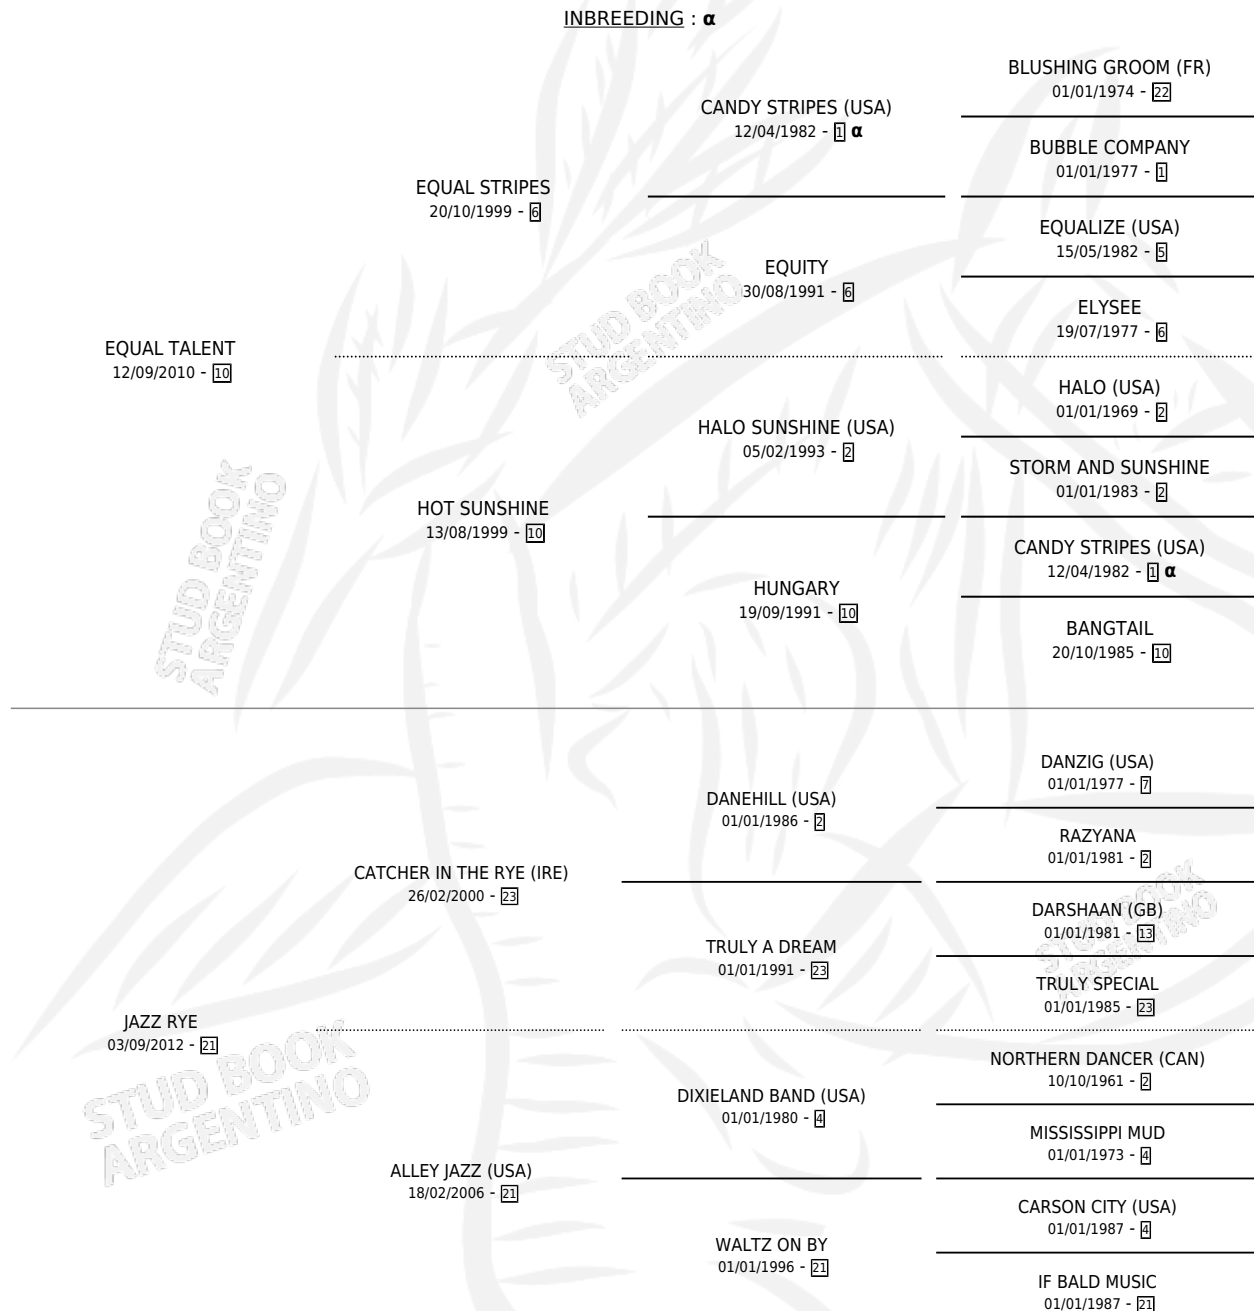 INBREEDING : α
BLUSHING GROOM (FR)
01/01/1974 - 22
CANDY STRIPES (USA)
12/04/1982 - 1 α
BUBBLE COMPANY
01/01/1977 - 1
EQUAL STRIPES
20/10/1999 - 6
EQUALIZE (USA)
15/05/1982 - 5
EQUITY
30/08/1991 - 6
ELYSEE
19/07/1977 - 6
EQUAL TALENT
12/09/2010 - 10
HALO (USA)
01/01/1969 - 2
HALO SUNSHINE (USA)
05/02/1993 - 2
STORM AND SUNSHINE
01/01/1983 - 2
HOT SUNSHINE
13/08/1999 - 10
CANDY STRIPES (USA)
12/04/1982 - 1 α
HUNGARY
19/09/1991 - 10
BANGTAIL
20/10/1985 - 10
DANZIG (USA)
01/01/1977 - 7
DANEHILL (USA)
01/01/1986 - 2
RAZYANA
01/01/1981 - 2
CATCHER IN THE RYE (IRE)
26/02/2000 - 23
DARSHAAN (GB)
01/01/1981 - 13
TRULY A DREAM
01/01/1991 - 23
TRULY SPECIAL
01/01/1985 - 23
JAZZ RYE
03/09/2012 - 21
NORTHERN DANCER (CAN)
10/10/1961 - 2
DIXIELAND BAND (USA)
01/01/1980 - 4
MISSISSIPPI MUD
01/01/1973 - 4
ALLEY JAZZ (USA)
18/02/2006 - 21
CARSON CITY (USA)
01/01/1987 - 4
WALTZ ON BY
01/01/1996 - 21
IF BALD MUSIC
01/01/1987 - 21
STUD BOOK
ARGENTINO
STUD BOOK
ARGENTINO
STUD BOOK
ARGENTINO
STUD BOOK
ARGENTINO